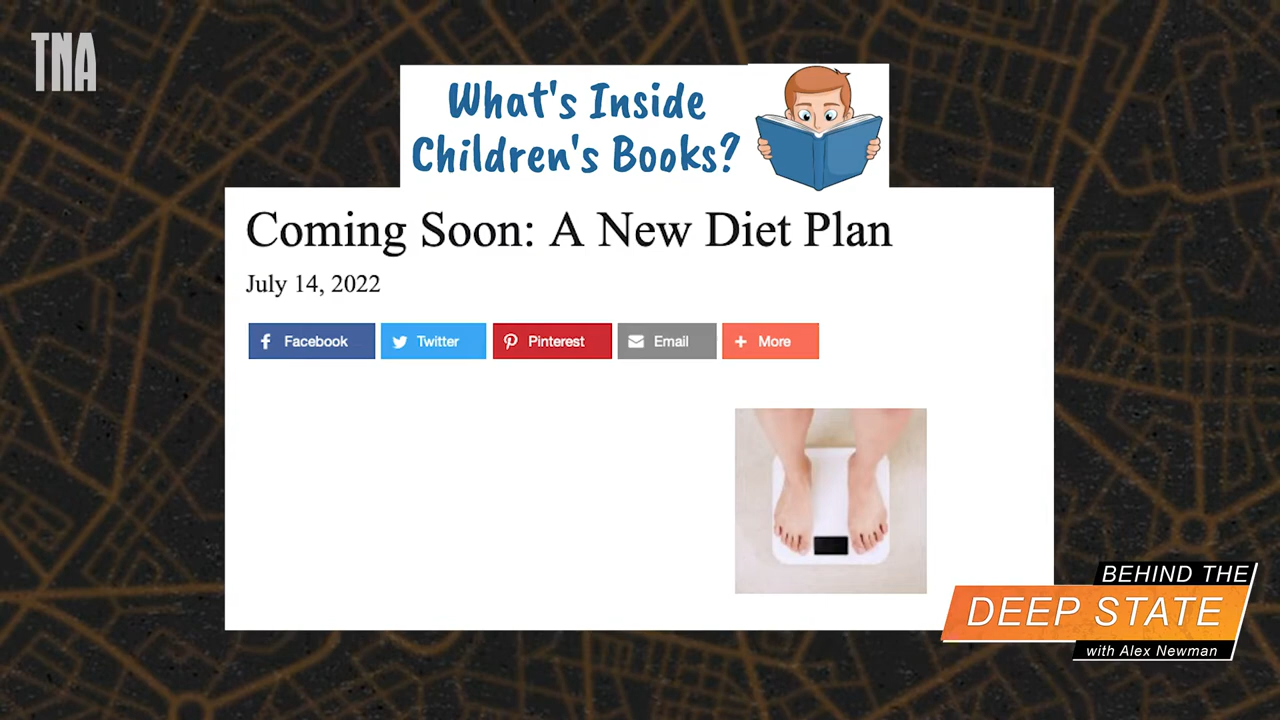 TNA
What's Inside
Children's Books?
Coming Soon: A New Diet Plan
July 14, 2022
Facebook Twitter Pinterest Email More
BEHIND THE
DEEP STATE
with Alex Newman